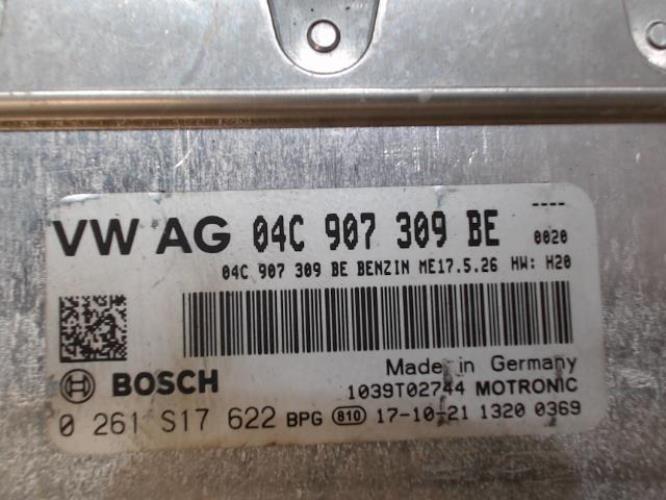 VW AG 04C 907 309 BE ----
0020
04C 907 309 BE BENZIN ME17.5.26 HW: H20
Made in Germany
BOSCH 1039T02744 MOTRONIC
0 261 S17 622 BPG 810 17-10-21 1320 0369